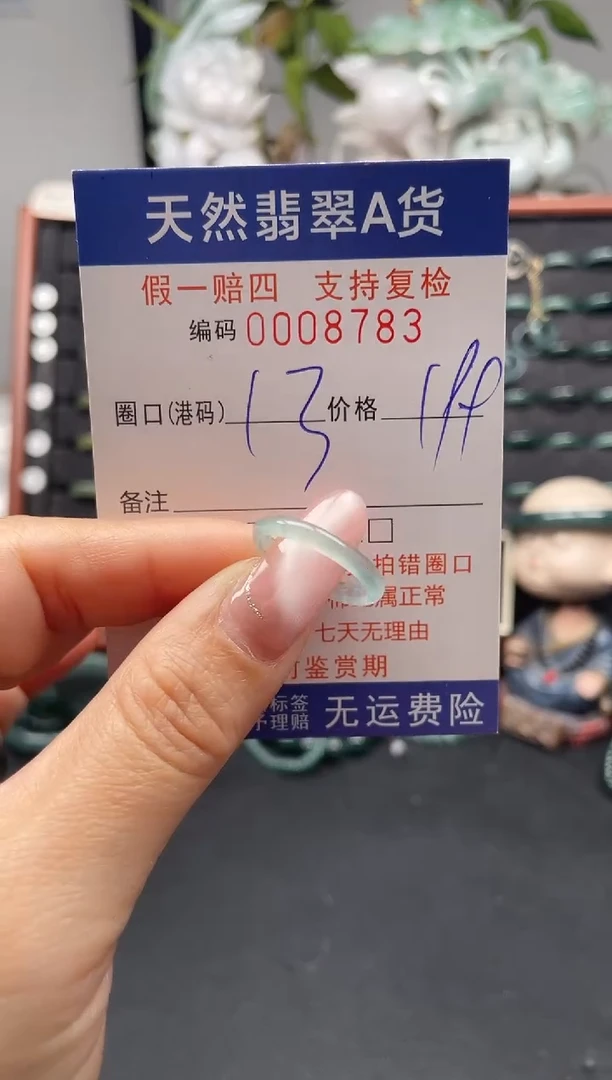 天然翡翠A货
假一赔四 支持复检
编码 0008783
圈口(港码) 13 价格
备注
拍错圈口
属正常
七天无理由
鉴赏期
标签
理赔
无运费险